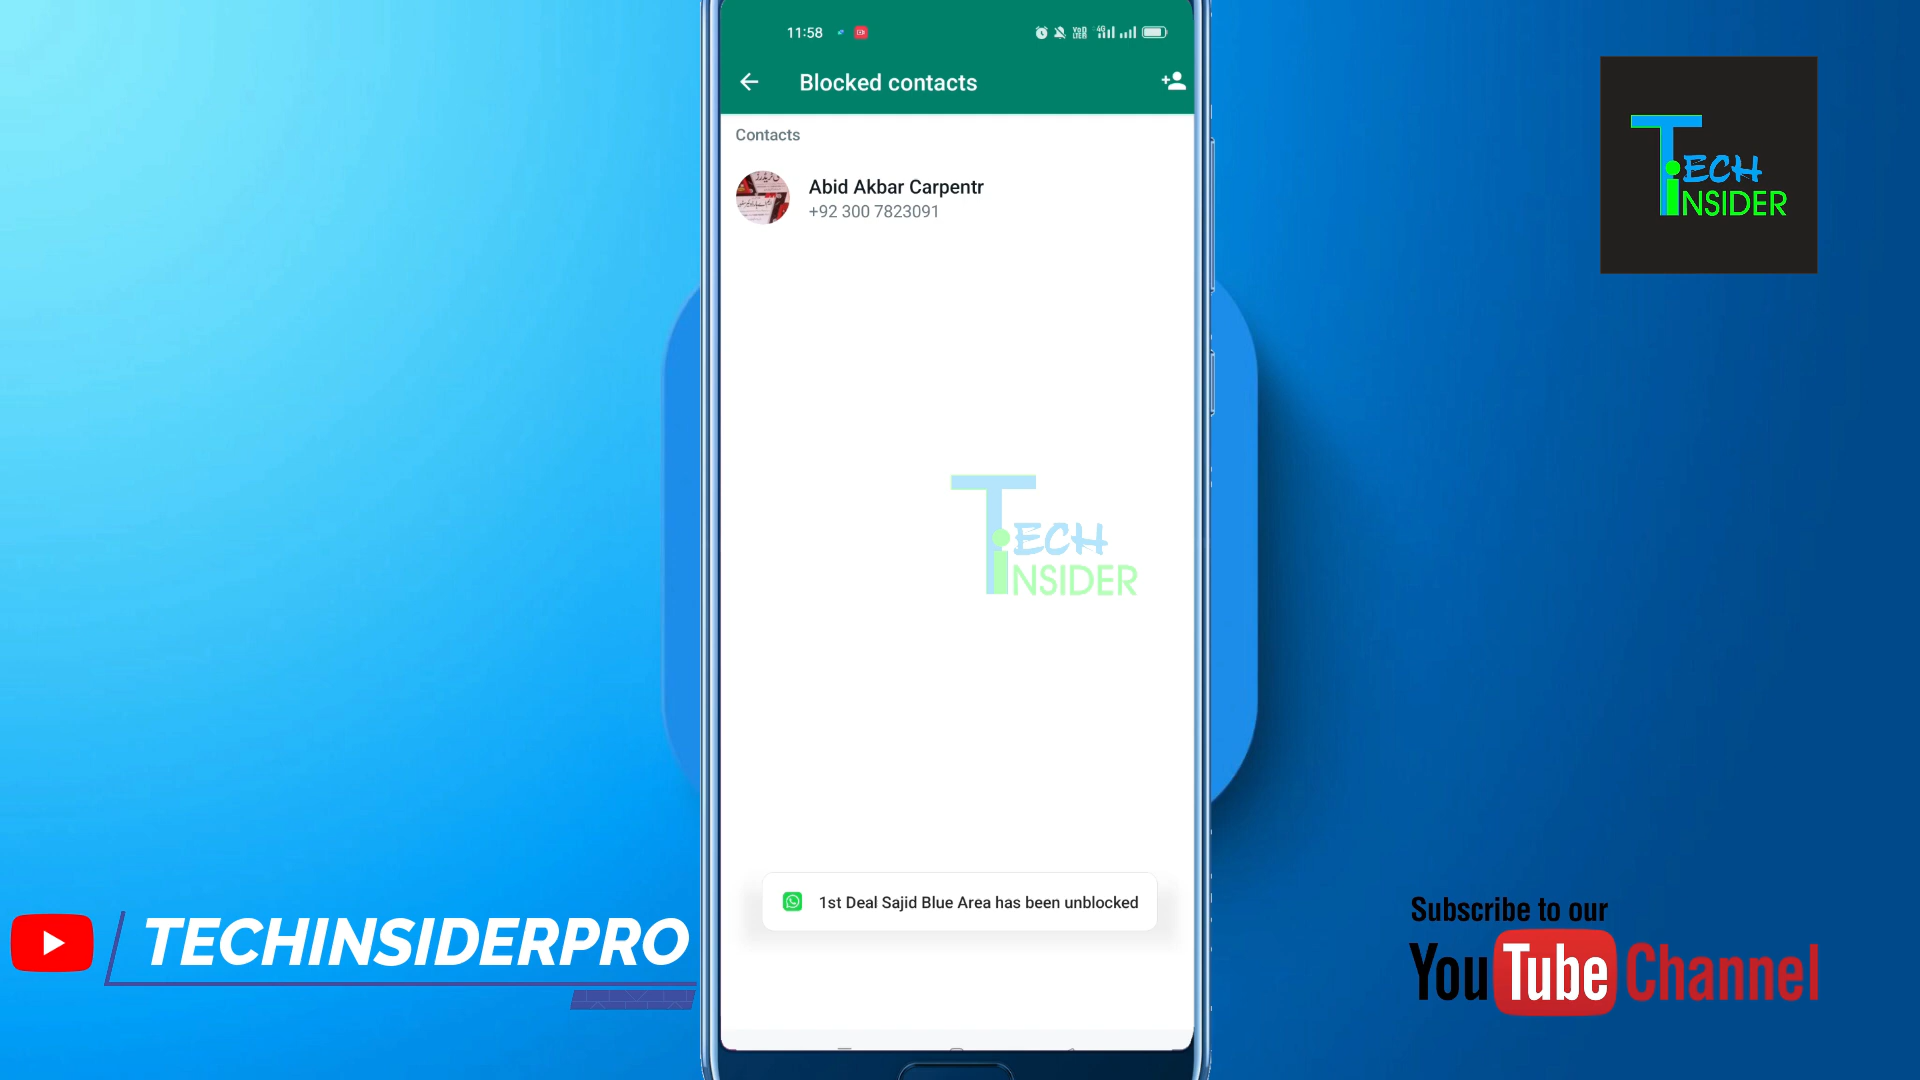 11:58
Blocked contacts
Contacts
Abid Akbar Carpentr
+92 300 7823091
TECH
INSIDER
TECH
INSIDER
1st Deal Sajid Blue Area has been unblocked
TECHINSIDERPRO
Subscribe to our
YouTube Channel